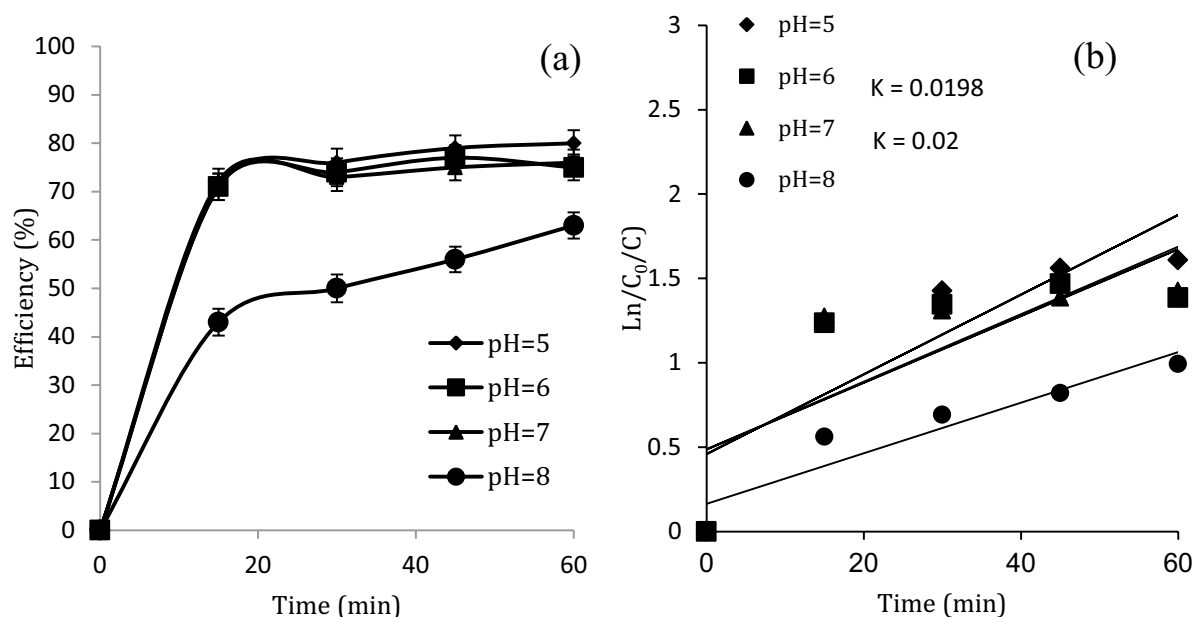 (a)
100
90
80
70
60
50
40
30
20
10
0
Efficiency (%)
pH=5
pH=6
pH=7
pH=8
0
20
40
60
Time (min)
(b)
3
2.5
2
1.5
1
0.5
0
Ln/C0/C)
pH=5
pH=6
K = 0.0198
pH=7
K = 0.02
pH=8
0
20
40
60
Time (min)